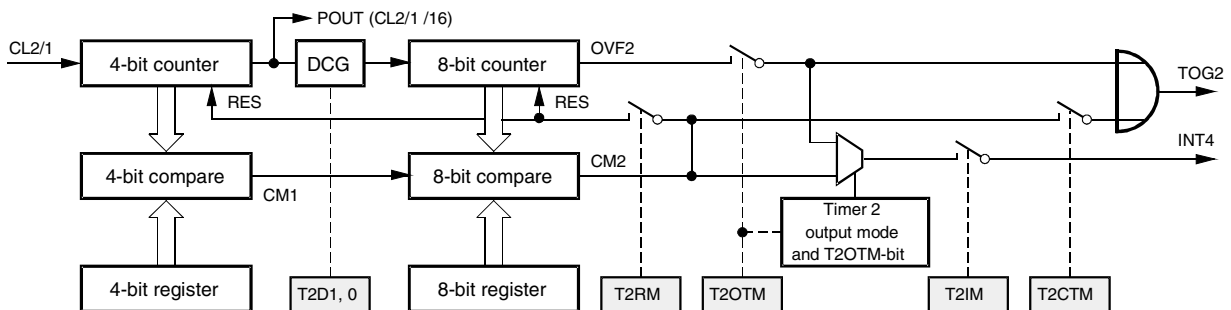 POUT (CL2/1 /16)
CL2/1
4-bit counter
DCG
8-bit counter
OVF2
TOG2
RES
RES
INT4
4-bit compare
CM1
8-bit compare
CM2
Timer 2
output mode
and T2OTM-bit
4-bit register
T2D1, 0
8-bit register
T2RM
T2OTM
T2IM
T2CTM